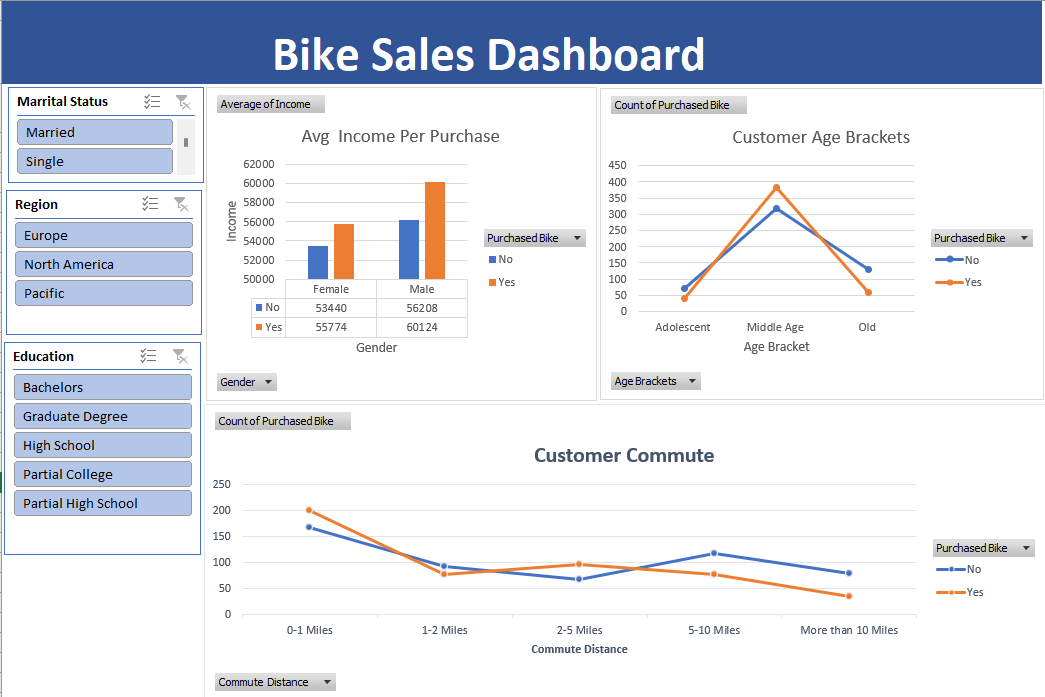 Bike Sales Dashboard
Marrital Status
Married
Single
Region
Europe
North America
Pacific
Education
Bachelors
Graduate Degree
High School
Partial College
Partial High School
Average of Income
Avg Income Per Purchase
62000
60000
58000
56000
54000
52000
50000
Income
Female Male
No 53440 56208
Yes 55774 60124
Gender
Purchased Bike
No
Yes
Gender
Count of Purchased Bike
Customer Age Brackets
450
400
350
300
250
200
150
100
50
0
Adolescent Middle Age Old
Age Bracket
Purchased Bike
No
Yes
Age Brackets
Count of Purchased Bike
Customer Commute
250
200
150
100
50
0
0-1 Miles 1-2 Miles 2-5 Miles 5-10 Miles More than 10 Miles
Commute Distance
Purchased Bike
No
Yes
Commute Distance